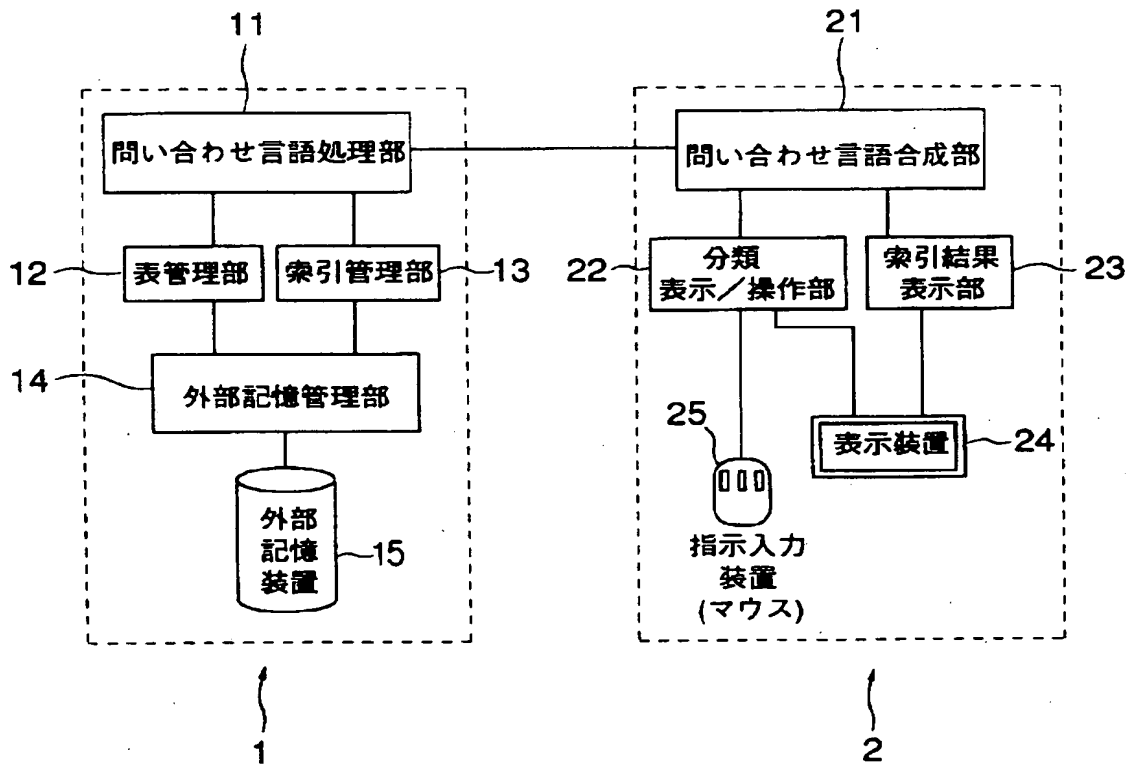 11
21
問い合わせ言語処理部
問い合わせ言語合成部
12
表管理部
索引管理部
13
22
分類
表示／操作部
索引結果
表示部
23
14
外部記憶管理部
25
表示装置
24
外部
記憶
装置
15
指示入力
装置
(マウス)
1
2